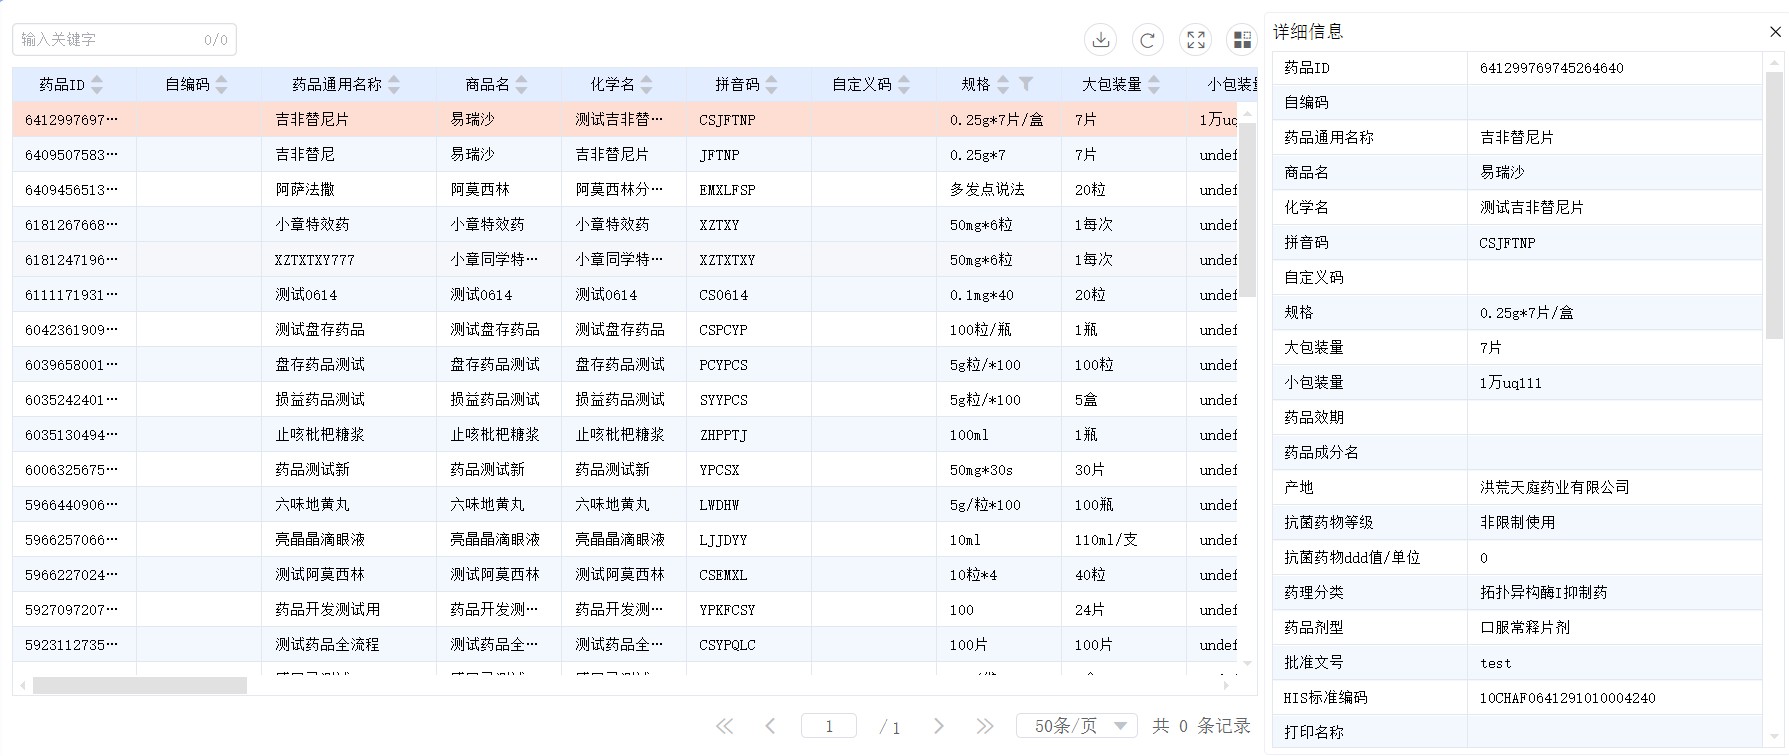 输入关键字 0/0
药品ID 自编码 药品通用名称 商品名 化学名 拼音码 自定义码 规格 大包装量 小包装量
6412997697… 吉非替尼片 易瑞沙 测试吉非替… CSJFTNP 0.25g*7片/盒 7片 1万uq
6409507583… 吉非替尼 易瑞沙 吉非替尼片 JFTNP 0.25g*7 7片 undef
6409456513… 阿萨法撒 阿莫西林 阿莫西林分… EMXLFSP 多发点说法 20粒 undef
6181267668… 小章特效药 小章特效药 小章特效药 XZTXY 50mg*6粒 1每次 undef
6181247196… XZTXTXY777 小章同学特… 小章同学特… XZTXTXY 50mg*6粒 1每次 undef
6111171931… 测试0614 测试0614 测试0614 CS0614 0.1mg*40 20粒 undef
6042361909… 测试盘存药品 测试盘存药品 测试盘存药品 CSPCYP 100粒/瓶 1瓶 undef
6039658001… 盘存药品测试 盘存药品测试 盘存药品测试 PCYPCS 5g粒/*100 100粒 undef
6035242401… 损益药品测试 损益药品测试 损益药品测试 SYYPCS 5g粒/*100 5盒 undef
6035130494… 止咳枇杷糖浆 止咳枇杷糖浆 止咳枇杷糖浆 ZHPPTJ 100ml 1瓶 undef
6006325675… 药品测试新 药品测试新 药品测试新 YPCSX 50mg*30s 30片 undef
5966440906… 六味地黄丸 六味地黄丸 六味地黄丸 LWDHW 5g/粒*100 100瓶 undef
5966257066… 亮晶晶滴眼液 亮晶晶滴眼液 亮晶晶滴眼液 LJJDYY 10ml 110ml/支 undef
5966227024… 测试阿莫西林 测试阿莫西林 测试阿莫西林 CSEMXL 10粒*4 40粒 undef
5927097207… 药品开发测试用 药品开发测… 药品开发测… YPKFCSY 100 24片 undef
5923112735… 测试药品全流程 测试药品全… 测试药品全… CSYPQLC 100片 100片 undef
1 / 1 50条/页 共 0 条记录
详细信息
药品ID 641299769745264640
自编码
药品通用名称 吉非替尼片
商品名 易瑞沙
化学名 测试吉非替尼片
拼音码 CSJFTNP
自定义码
规格 0.25g*7片/盒
大包装量 7片
小包装量 1万uq111
药品效期
药品成分名
产地 洪荒天庭药业有限公司
抗菌药物等级 非限制使用
抗菌药物ddd值/单位 0
药理分类 拓扑异构酶I抑制药
药品剂型 口服常释片剂
批准文号 test
HIS标准编码 10CHAF0641291010004240
打印名称